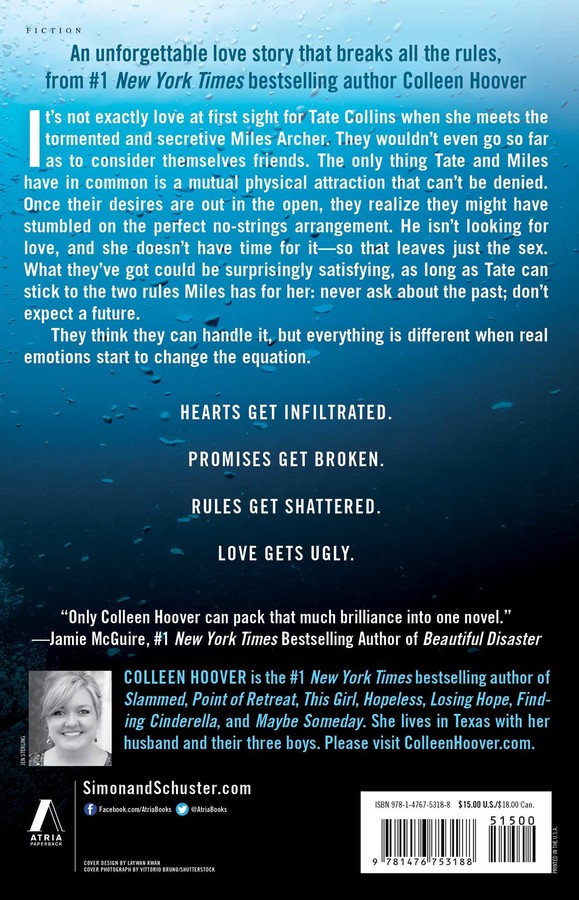 FICTION
An unforgettable love story that breaks all the rules,
from #1 New York Times bestselling author Colleen Hoover
It’s not exactly love at first sight for Tate Collins when she meets the
tormented and secretive Miles Archer. They wouldn’t even go so far
as to consider themselves friends. The only thing Tate and Miles
have in common is a mutual physical attraction that can’t be denied.
Once their desires are out in the open, they realize they might have
stumbled on the perfect no-strings arrangement. He isn’t looking for
love, and she doesn’t have time for it—so that leaves just the sex.
What they’ve got could be surprisingly satisfying, as long as Tate can
stick to the two rules Miles has for her: never ask about the past; don’t
expect a future.
They think they can handle it, but everything is different when real
emotions start to change the equation.
HEARTS GET INFILTRATED.
PROMISES GET BROKEN.
RULES GET SHATTERED.
LOVE GETS UGLY.
“Only Colleen Hoover can pack that much brilliance into one novel.”
—Jamie McGuire, #1 New York Times Bestselling Author of Beautiful Disaster
COLLEEN HOOVER is the #1 New York Times bestselling author of
Slammed, Point of Retreat, This Girl, Hopeless, Losing Hope, Find-
ing Cinderella, and Maybe Someday. She lives in Texas with her
husband and their three boys. Please visit ColleenHoover.com.
JEN STERLING
SimonandSchuster.com
Facebook.com/AtriaBooks @AtriaBooks
ATRIA
PAPERBACK
COVER DESIGN BY LAYWAN KWAN
COVER PHOTOGRAPH BY VITTORIO BRUNO/SHUTTERSTOCK
ISBN 978-1-4767-5318-8 $15.00 U.S./$18.00 Can.
51500
9 781476 753188
PRINTED IN U.S.A.